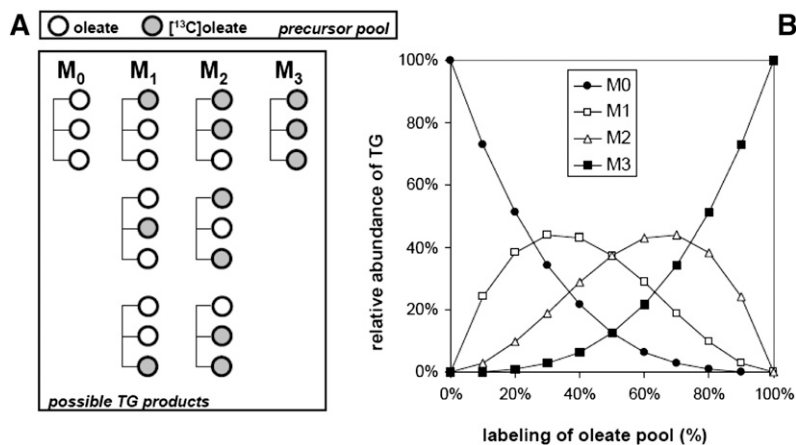 A
oleate
[¹³C]oleate
precursor pool
M₀
M₁
M₂
M₃
possible TG products
B
relative abundance of TG
100%
80%
60%
40%
20%
0%
M0
M1
M2
M3
0%
20%
40%
60%
80%
100%
labeling of oleate pool (%)